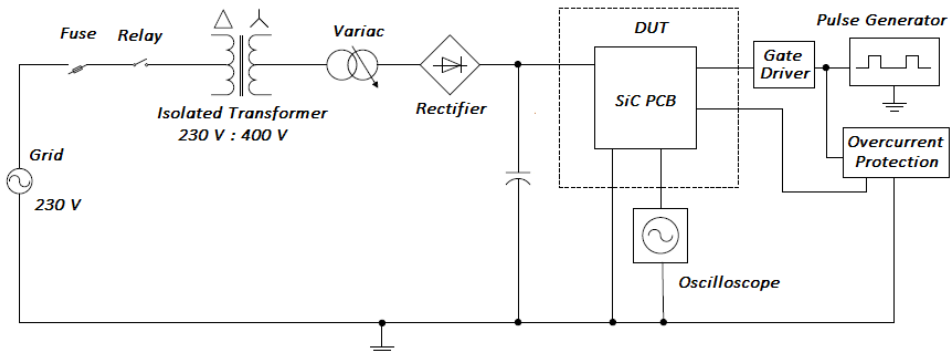 Fuse
Relay
Variac
DUT
Pulse Generator
Gate
Driver
SiC PCB
Rectifier
Isolated Transformer
230 V : 400 V
Overcurrent
Protection
Grid
230 V
Oscilloscope